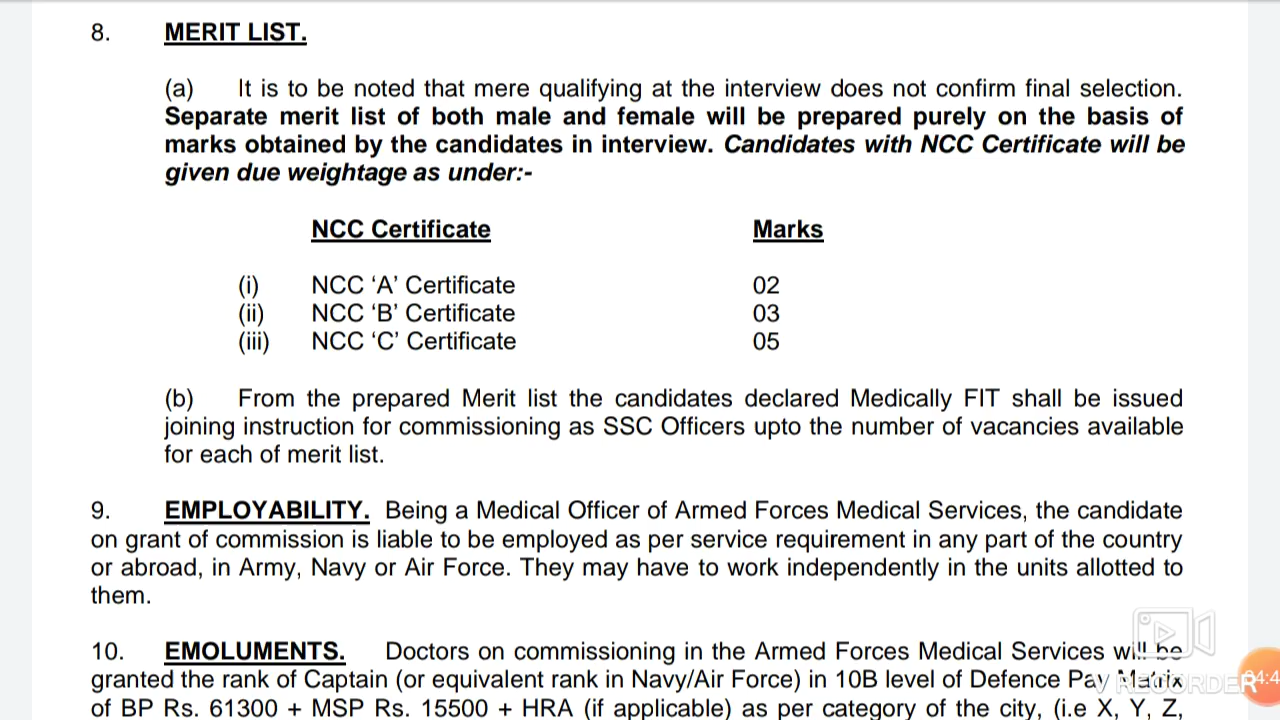 8. MERIT LIST.
(a) It is to be noted that mere qualifying at the interview does not confirm final selection.
Separate merit list of both male and female will be prepared purely on the basis of
marks obtained by the candidates in interview. Candidates with NCC Certificate will be
given due weightage as under:-
NCC Certificate Marks
(i) NCC ‘A’ Certificate 02
(ii) NCC ‘B’ Certificate 03
(iii) NCC ‘C’ Certificate 05
(b) From the prepared Merit list the candidates declared Medically FIT shall be issued
joining instruction for commissioning as SSC Officers upto the number of vacancies available
for each of merit list.
9. EMPLOYABILITY. Being a Medical Officer of Armed Forces Medical Services, the candidate
on grant of commission is liable to be employed as per service requirement in any part of the country
or abroad, in Army, Navy or Air Force. They may have to work independently in the units allotted to
them.
10. EMOLUMENTS. Doctors on commissioning in the Armed Forces Medical Services will be
granted the rank of Captain (or equivalent rank in Navy/Air Force) in 10B level of Defence Pay Matrix
of BP Rs. 61300 + MSP Rs. 15500 + HRA (if applicable) as per category of the city, (i.e X, Y, Z,
V RECORDER